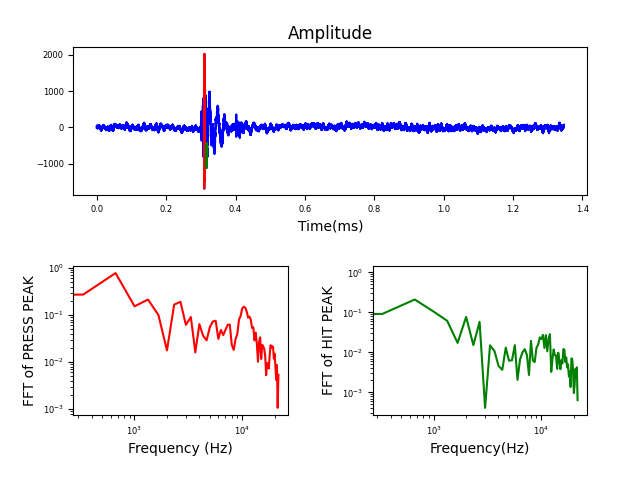 Amplitude
2000
1000
0
−1000
0.0 0.2 0.4 0.6 0.8 1.0 1.2 1.4
Time(ms)
FFT of PRESS PEAK
10⁰
10⁻¹
10⁻²
10⁻³
10³ 10⁴
Frequency (Hz)
FFT of HIT PEAK
10⁰
10⁻¹
10⁻²
10⁻³
10³ 10⁴
Frequency(Hz)